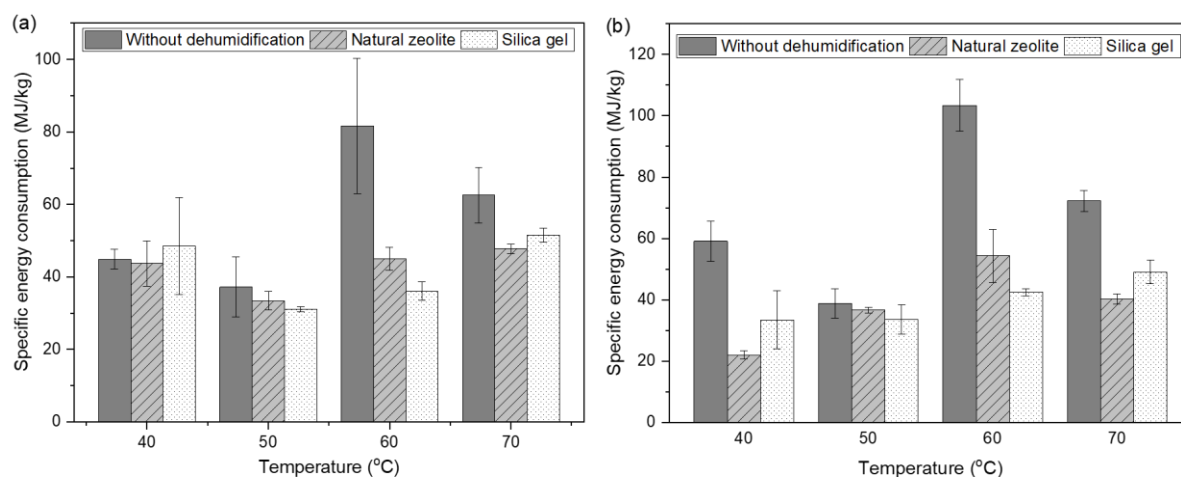 (a)
Without dehumidification Natural zeolite Silica gel
100
80
60
40
20
0
Specific energy consumption (MJ/kg)
40 50 60 70
Temperature (°C)
(b)
Without dehumidification Natural zeolite Silica gel
120
100
80
60
40
20
0
Specific energy consumption (MJ/kg)
40 50 60 70
Temperature (°C)